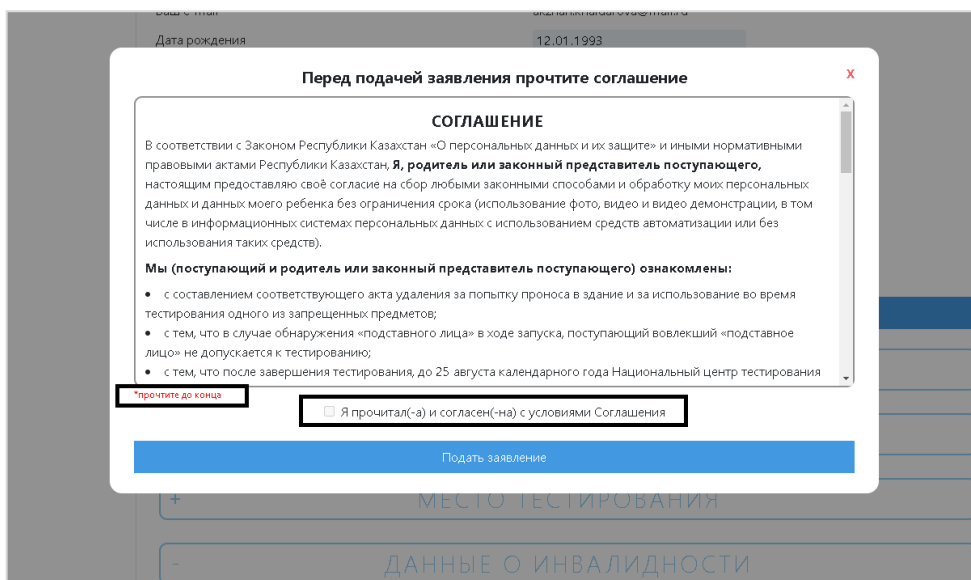 Ваш e-mail
akzhan.khaidarova@mail.ru
Дата рождения
12.01.1993
Перед подачей заявления прочтите соглашение
X
СОГЛАШЕНИЕ
В соответствии с Законом Республики Казахстан «О персональных данных и их защите» и иными нормативными
правовыми актами Республики Казахстан, Я, родитель или законный представитель поступающего,
настоящим предоставляю своё согласие на сбор любыми законными способами и обработку моих персональных
данных и данных моего ребенка без ограничения срока (использование фото, видео и видео демонстрации, в том
числе в информационных системах персональных данных с использованием средств автоматизации или без
использования таких средств).
Мы (поступающий и родитель или законный представитель поступающего) ознакомлены:
• с составлением соответствующего акта удаления за попытку проноса в здание и за использование во время
тестирования одного из запрещенных предметов;
• с тем, что в случае обнаружения «подставного лица» в ходе запуска, поступающий вовлекший «подставное
лицо» не допускается к тестированию;
• с тем, что после завершения тестирования, до 25 августа календарного года Национальный центр тестирования
*прочтите до конца
Я прочитал(-а) и согласен(-на) с условиями Соглашения
Подать заявление
+ МЕСТО ТЕСТИРОВАНИЯ
- ДАННЫЕ О ИНВАЛИДНОСТИ